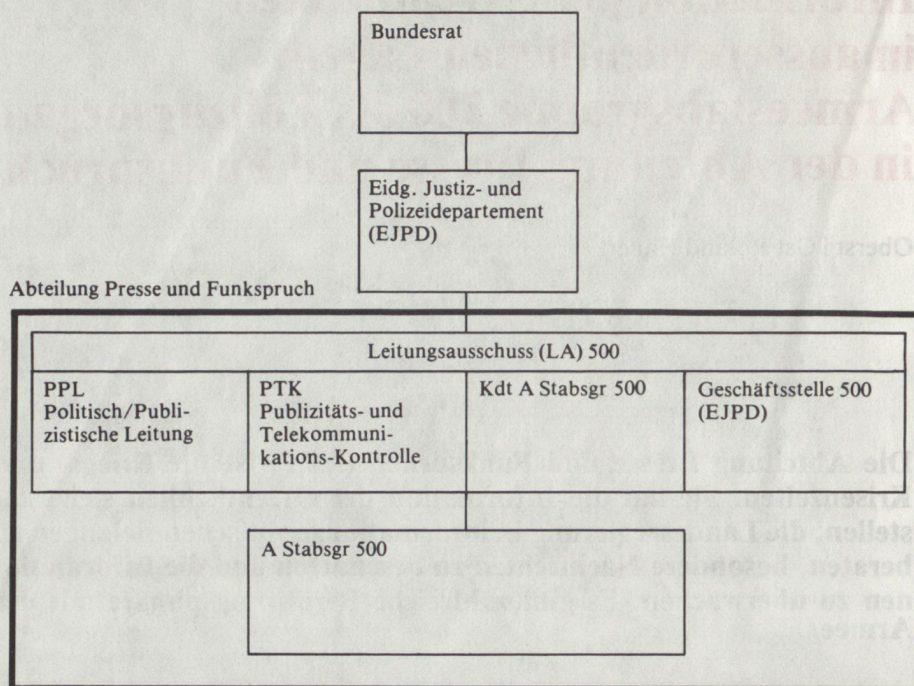 Bundesrat
Eidg. Justiz- und
Polizeidepartement
(EJPD)
Abteilung Presse und Funkspruch
Leitungsausschuss (LA) 500
PPL
Politisch/Publi-
zistische Leitung
PTK
Publizitäts- und
Telekommuni-
kations-Kontrolle
Kdt A Stabsgr 500
Geschäftsstelle 500
(EJPD)
A Stabsgr 500